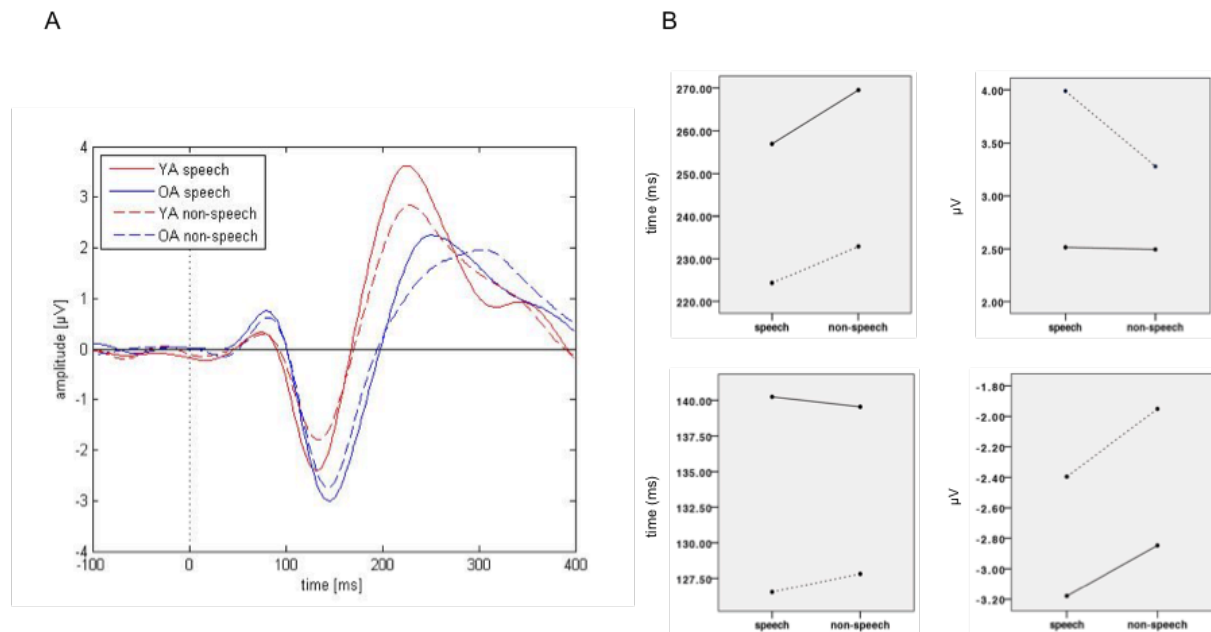 A
B
4
3
2
1
0
-1
-2
-3
-4
amplitude [µV]
YA speech
OA speech
YA non-speech
OA non-speech
-100
0
100
200
300
400
time [ms]
270.00
260.00
250.00
240.00
230.00
220.00
time (ms)
speech
non-speech
4.00
3.50
3.00
2.50
2.00
µV
speech
non-speech
140.00
137.50
135.00
132.50
130.00
127.50
time (ms)
speech
non-speech
-1.80
-2.00
-2.20
-2.40
-2.60
-2.80
-3.00
-3.20
µV
speech
non-speech